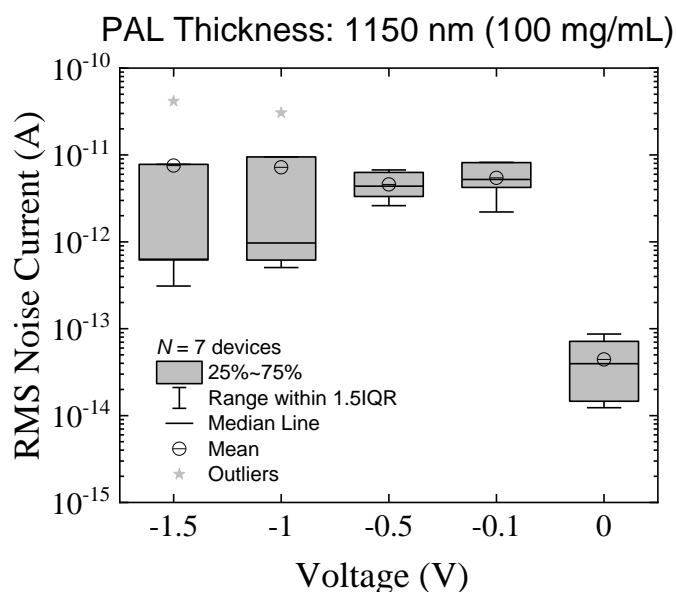 PAL Thickness: 1150 nm (100 mg/mL)
RMS Noise Current (A)
10⁻¹⁰
10⁻¹¹
10⁻¹²
10⁻¹³
10⁻¹⁴
10⁻¹⁵
N = 7 devices
25%~75%
Range within 1.5IQR
Median Line
Mean
Outliers
-1.5 -1 -0.5 -0.1 0
Voltage (V)